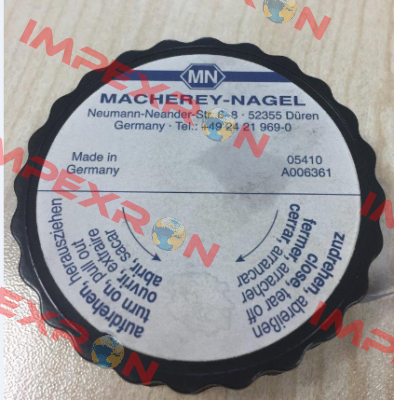 MN
MACHEREY-NAGEL
Neumann-Neander-Str. 6-8 · 52355 Düren
Germany · Tel.: +49 24 21 969-0
Made in
Germany
05410
A006361
aufdrehen, herausziehen
turn on, pull out
ouvrir, extraire
abrir, sacar
zudrehen, abreißen
close, tear off
fermer, arracher
cerrar, arrancar
IMPEXRON
IMPEXRON
IMPEXRON